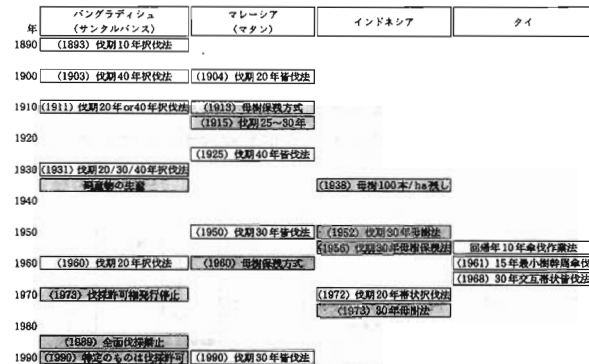 年
バングラディシュ
(サンクルバンス)
マレーシア
(マタン)
インドネシア
タイ
1890
(1893) 伐期10年択伐法
1900
(1903) 伐期40年択伐法
(1904) 伐期20年皆伐法
1910
(1911) 伐期20年or40年択伐法
(1913) 母樹保残方式
(1915) 伐期25〜30年
1920
(1925) 伐期40年皆伐法
1930
(1931) 伐期20/30/40年択伐法
(1938) 母樹100本/ha残し
1940
1950
(1950) 伐期30年皆伐法
(1952) 伐期30年母樹法
(1956) 伐期30年母樹保残法
回帰年10年傘伐作業法
1960
(1960) 伐期20年択伐法
(1960) 母樹保残方式
(1961) 15年最小樹幹居傘伐
(1968) 30年交互帯状皆伐法
1970
(1973) 伐採許可権発行停止
(1972) 伐期20年帯状択伐法
(1973) 30年母樹法
1980
(1989) 全面伐採禁止
1990
(1990) 特定のものは伐採許可
(1990) 伐期30年皆伐法